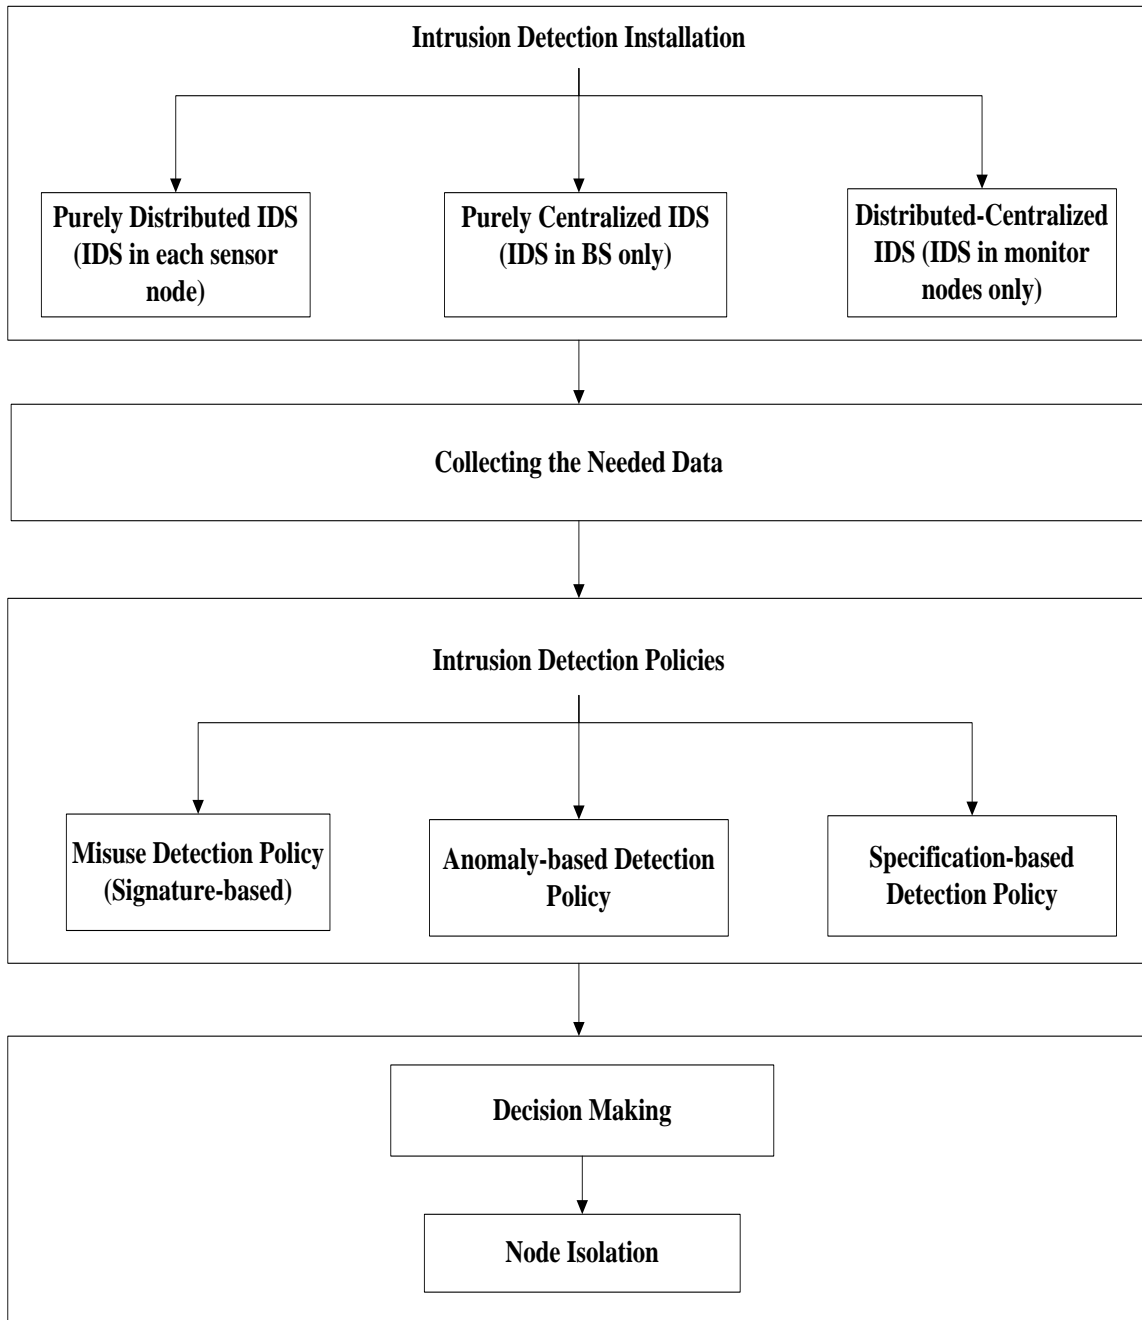 Intrusion Detection Installation
Purely Distributed IDS
(IDS in each sensor
node)
Purely Centralized IDS
(IDS in BS only)
Distributed-Centralized
IDS (IDS in monitor
nodes only)
Collecting the Needed Data
Intrusion Detection Policies
Misuse Detection Policy
(Signature-based)
Anomaly-based Detection
Policy
Specification-based
Detection Policy
Decision Making
Node Isolation